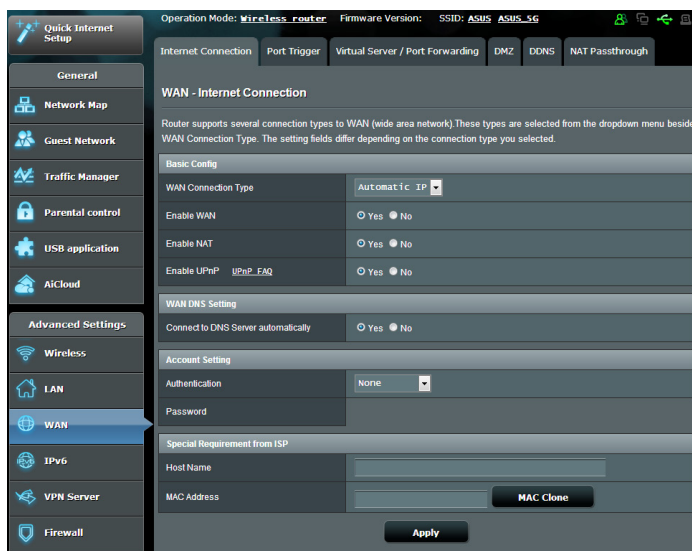 Quick Internet Setup
General
Network Map
Guest Network
Traffic Manager
Parental control
USB application
AiCloud
Advanced Settings
Wireless
LAN
WAN
IPv6
VPN Server
Firewall
Operation Mode: Wireless router Firmware Version: SSID: ASUS ASUS_5G
Internet Connection Port Trigger Virtual Server / Port Forwarding DMZ DDNS NAT Passthrough
WAN - Internet Connection
Router supports several connection types to WAN (wide area network).These types are selected from the dropdown menu beside
WAN Connection Type. The setting fields differ depending on the connection type you selected.
Basic Config
WAN Connection Type Automatic IP
Enable WAN Yes No
Enable NAT Yes No
Enable UPnP UPnP FAQ Yes No
WAN DNS Setting
Connect to DNS Server automatically Yes No
Account Setting
Authentication None
Password
Special Requirement from ISP
Host Name
MAC Address MAC Clone
Apply